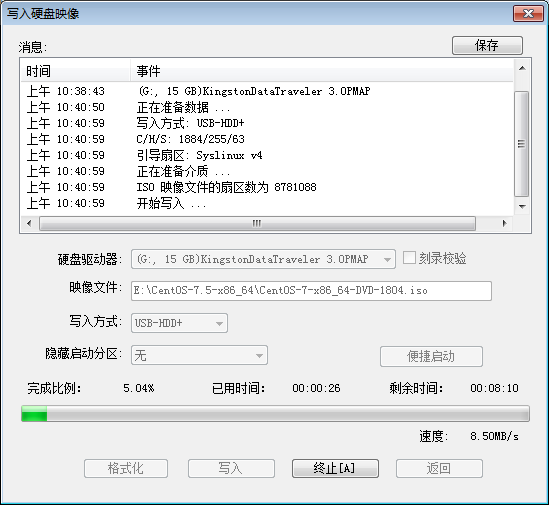 写入硬盘映像
消息:
保存
时间 事件
上午 10:38:43 (G:, 15 GB)KingstonDataTraveler 3.0PMAP
上午 10:40:50 正在准备数据 ...
上午 10:40:59 写入方式: USB-HDD+
上午 10:40:59 C/H/S: 1884/255/63
上午 10:40:59 引导扇区: Syslinux v4
上午 10:40:59 正在准备介质 ...
上午 10:40:59 ISO 映像文件的扇区数为 8781088
上午 10:40:59 开始写入 ...
硬盘驱动器: (G:, 15 GB)KingstonDataTraveler 3.0PMAP 刻录校验
映像文件: E:\CentOS-7.5-x86_64\CentOS-7-x86_64-DVD-1804.iso
写入方式: USB-HDD+
隐藏启动分区: 无 便捷启动
完成比例: 5.04% 已用时间: 00:00:26 剩余时间: 00:08:10
速度: 8.50MB/s
格式化 写入 终止[A] 返回